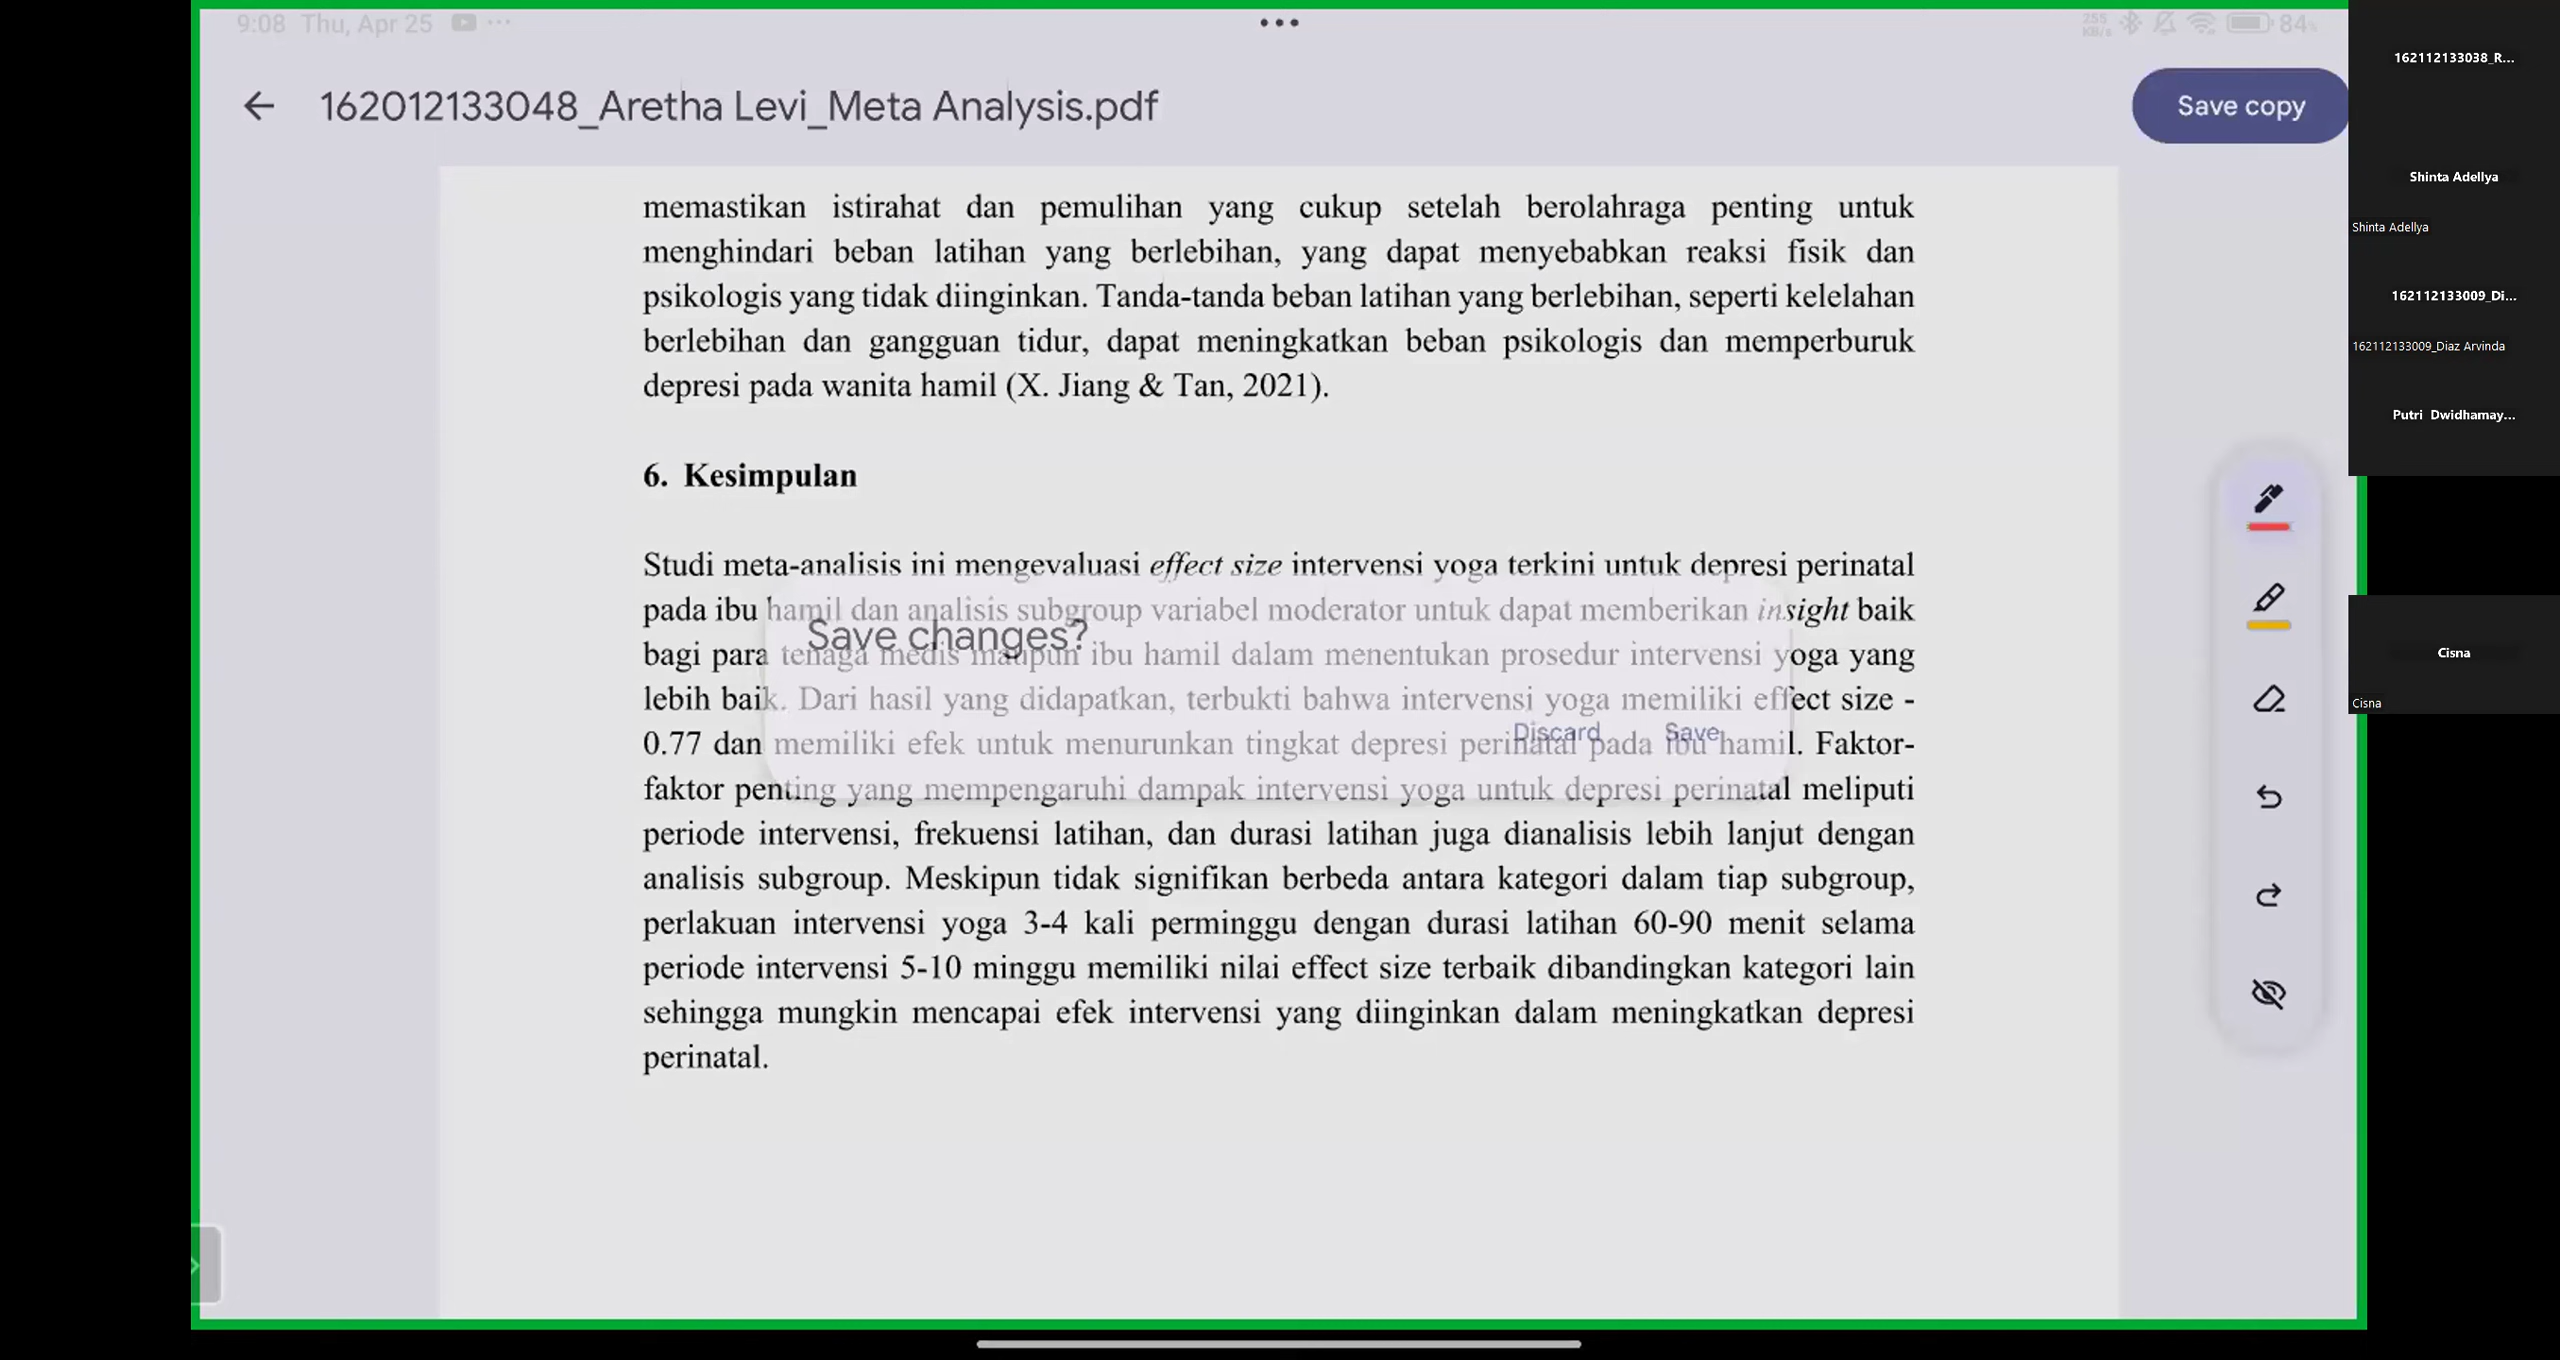 9:08 Thu, Apr 25
255 KB/s 84%
162012133048_Aretha Levi_Meta Analysis.pdf
Save copy
memastikan istirahat dan pemulihan yang cukup setelah berolahraga penting untuk
menghindari beban latihan yang berlebihan, yang dapat menyebabkan reaksi fisik dan
psikologis yang tidak diinginkan. Tanda-tanda beban latihan yang berlebihan, seperti kelelahan
berlebihan dan gangguan tidur, dapat meningkatkan beban psikologis dan memperburuk
depresi pada wanita hamil (X. Jiang & Tan, 2021).
6. Kesimpulan
Studi meta-analisis ini mengevaluasi effect size intervensi yoga terkini untuk depresi perinatal
pada ibu hamil dan analisis subgroup variabel moderator untuk dapat memberikan insight baik
bagi para tenaga medis maupun ibu hamil dalam menentukan prosedur intervensi yoga yang
lebih baik. Dari hasil yang didapatkan, terbukti bahwa intervensi yoga memiliki effect size -
0.77 dan memiliki efek untuk menurunkan tingkat depresi perinatal pada ibu hamil. Faktor-
faktor penting yang mempengaruhi dampak intervensi yoga untuk depresi perinatal meliputi
periode intervensi, frekuensi latihan, dan durasi latihan juga dianalisis lebih lanjut dengan
analisis subgroup. Meskipun tidak signifikan berbeda antara kategori dalam tiap subgroup,
perlakuan intervensi yoga 3-4 kali perminggu dengan durasi latihan 60-90 menit selama
periode intervensi 5-10 minggu memiliki nilai effect size terbaik dibandingkan kategori lain
sehingga mungkin mencapai efek intervensi yang diinginkan dalam meningkatkan depresi
perinatal.
Save changes?
Discard Save
162112133038_R...
Shinta Adellya
Shinta Adellya
162112133009_Di...
162112133009_Diaz Arvinda
Putri Dwidhamay...
Cisna
Cisna